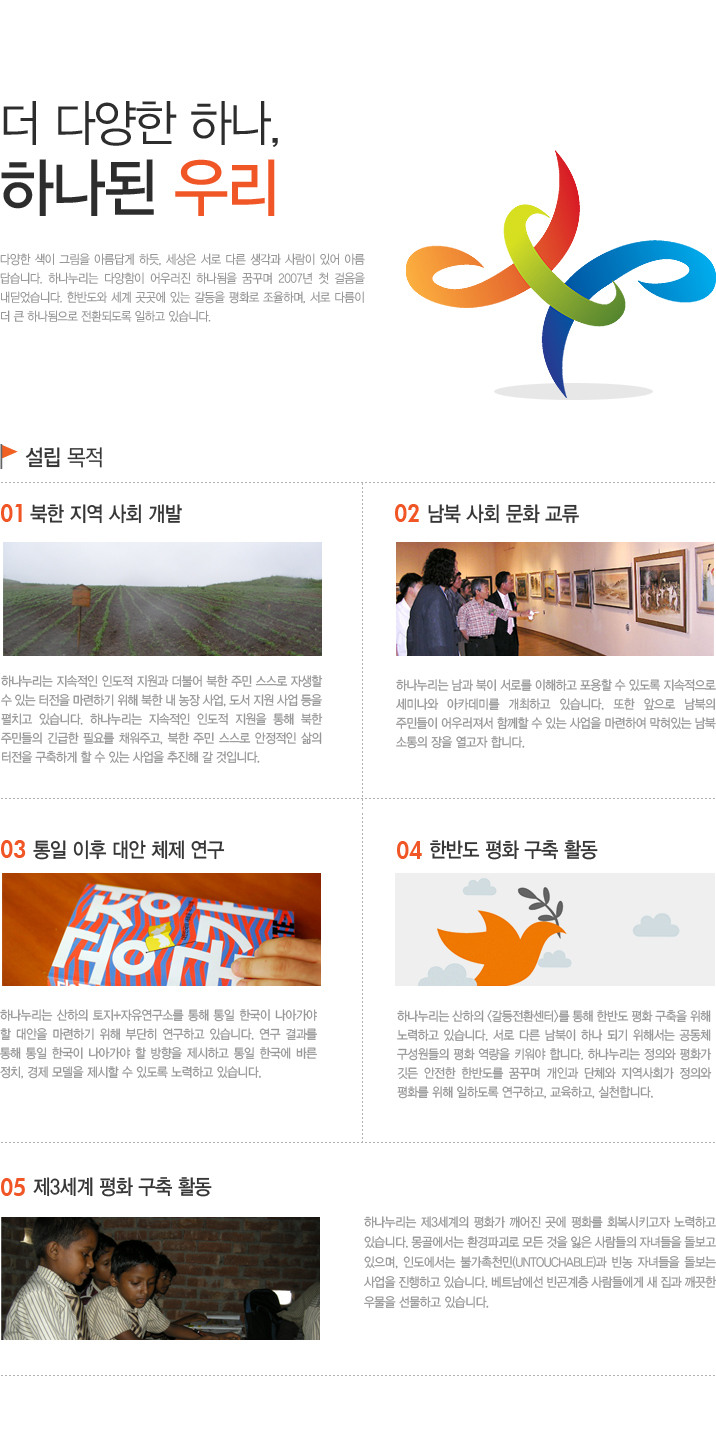 더 다양한 하나,
하나된 우리
다양한 색이 그림을 아름답게 하듯, 세상은 서로 다른 생각과 사람이 있어 아름
답습니다. 하나누리는 다양함이 어우러진 하나됨을 꿈꾸며 2007년 첫 걸음을
내딛었습니다. 한반도와 세계 곳곳에 있는 갈등을 평화로 조율하며, 서로 다름이
더 큰 하나됨으로 전환되도록 일하고 있습니다.
설립 목적
01 북한 지역 사회 개발
하나누리는 지속적인 인도적 지원과 더불어 북한 주민 스스로 자생할
수 있는 터전을 마련하기 위해 북한 내 농장 사업, 도서 지원 사업 등을
펼치고 있습니다. 하나누리는 지속적인 인도적 지원을 통해 북한
주민들의 긴급한 필요를 채워주고, 북한 주민 스스로 안정적인 삶의
터전을 구축하게 할 수 있는 사업을 추진해 갈 것입니다.
02 남북 사회 문화 교류
하나누리는 남과 북이 서로를 이해하고 포용할 수 있도록 지속적으로
세미나와 아카데미를 개최하고 있습니다. 또한 앞으로 남북의
주민들이 어우러져서 함께할 수 있는 사업을 마련하여 막혀있는 남북
소통의 장을 열고자 합니다.
03 통일 이후 대안 체제 연구
하나누리는 산하의 토지+자유연구소를 통해 통일 한국이 나아가야
할 대안을 마련하기 위해 부단히 연구하고 있습니다. 연구 결과를
통해 통일 한국이 나아가야 할 방향을 제시하고 통일 한국에 바른
정치, 경제 모델을 제시할 수 있도록 노력하고 있습니다.
04 한반도 평화 구축 활동
하나누리는 산하의 〈갈등전환센터〉를 통해 한반도 평화 구축을 위해
노력하고 있습니다. 서로 다른 남북이 하나 되기 위해서는 공동체
구성원들의 평화 역량을 키워야 합니다. 하나누리는 정의와 평화가
깃든 안전한 한반도를 꿈꾸며 개인과 단체와 지역사회가 정의와
평화를 위해 일하도록 연구하고, 교육하고, 실천합니다.
05 제3세계 평화 구축 활동
하나누리는 제3세계의 평화가 깨어진 곳에 평화를 회복시키고자 노력하고
있습니다. 몽골에서는 환경파괴로 모든 것을 잃은 사람들의 자녀들을 돌보고
있으며, 인도에서는 불가촉천민(UNTOUCHABLE)과 빈농 자녀들을 돌보는
사업을 진행하고 있습니다. 베트남에선 빈곤계층 사람들에게 새 집과 깨끗한
우물을 선물하고 있습니다.